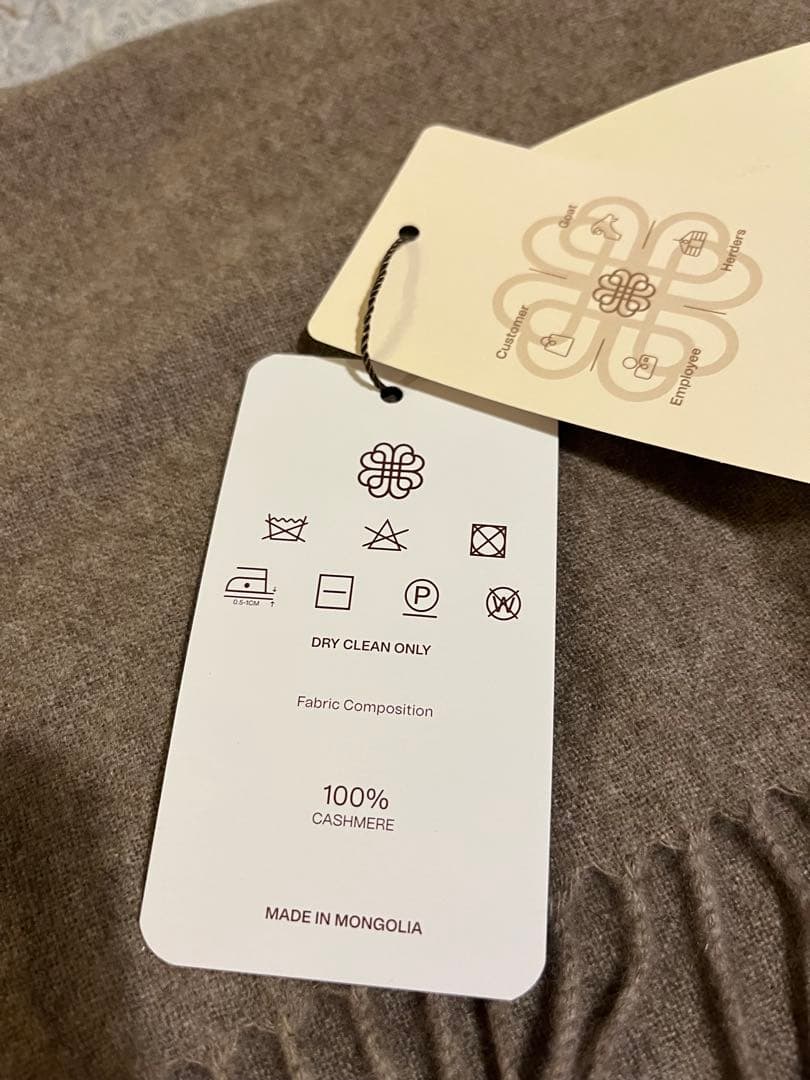 Goat
Herders
Customer
Employee
0.5-1CM
P
W
DRY CLEAN ONLY
Fabric Composition
100%
CASHMERE
MADE IN MONGOLIA